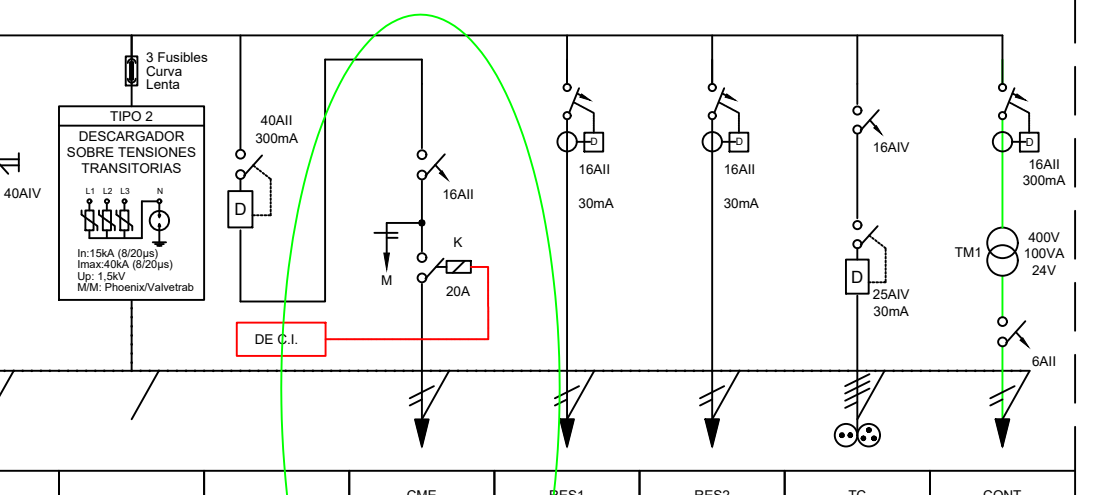 3 Fusibles
Curva
Lenta
TIPO 2
DESCARGADOR
SOBRE TENSIONES
TRANSITORIAS
L1 L2 L3 N
In:15kA (8/20µs)
Imax:40kA (8/20µs)
Up: 1,5kV
M/M: Phoenix/Valvetrab
40AIV
40AII
300mA
D
DE C.I.
16AII
M
K
20A
D
16AII
30mA
D
16AII
30mA
16AIV
D
25AIV
30mA
D
16AII
300mA
TM1
400V
100VA
24V
6AII
RES1
RES2
TC
CONT